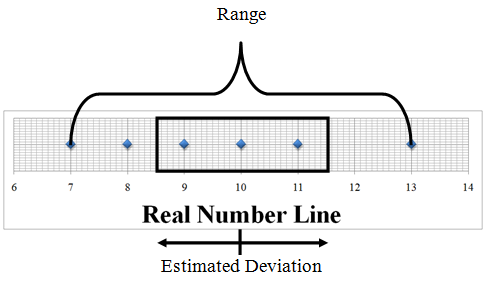 Range
6 7 8 9 10 11 12 13 14
Real Number Line
Estimated Deviation